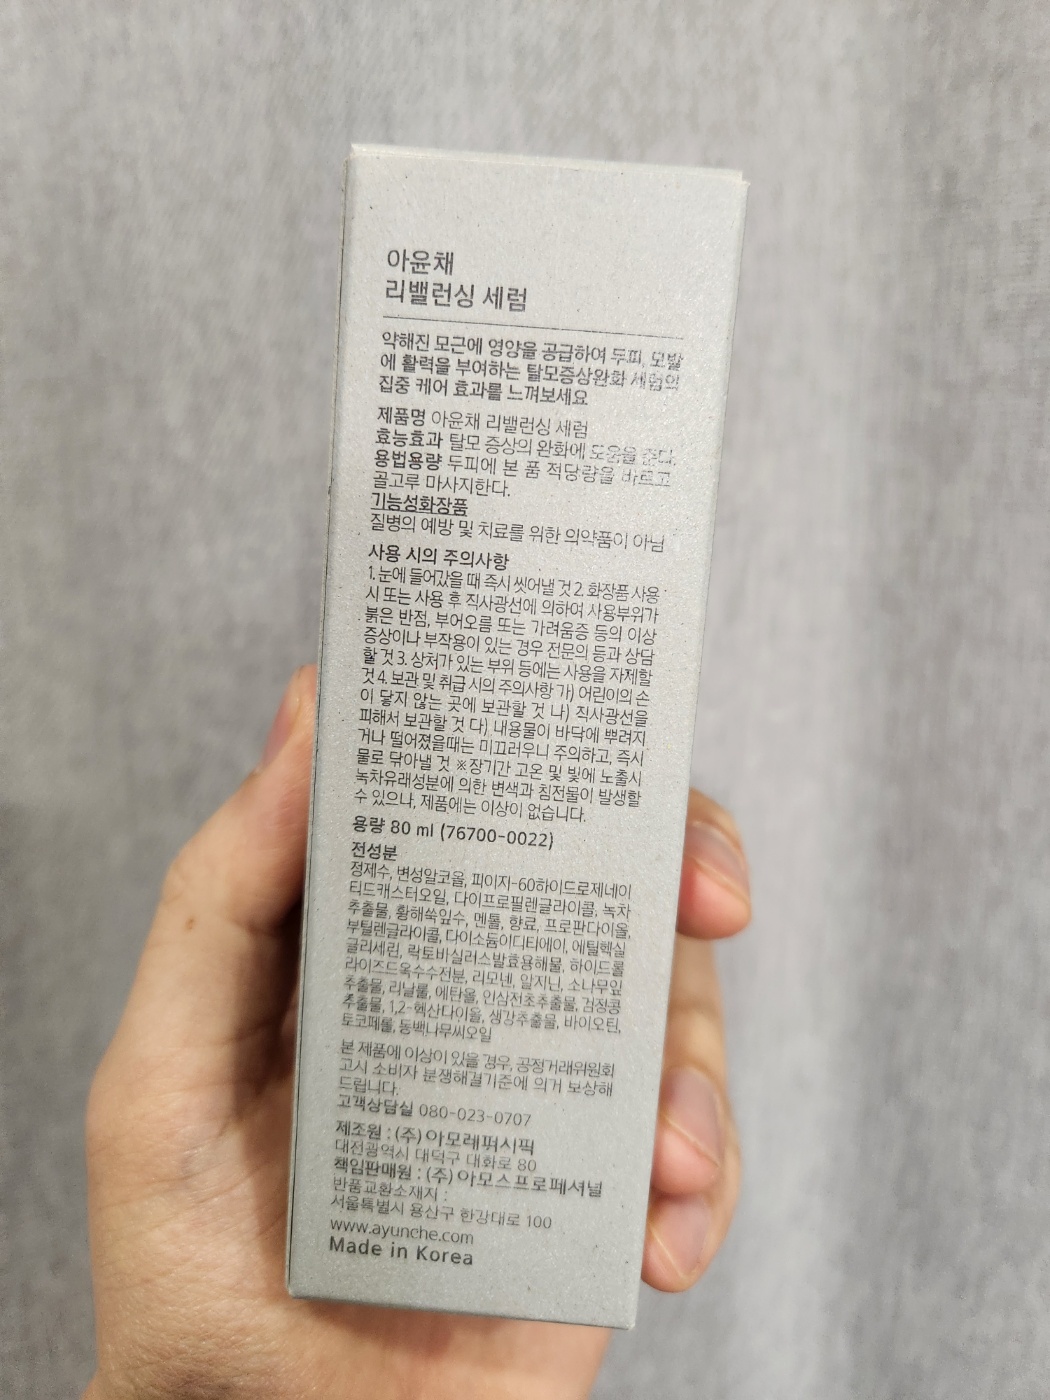 아윤채
리밸런싱 세럼
약해진 모근에 영양을 공급하여 두피, 모발
에 활력을 부여하는 탈모증상완화 세럼의
집중 케어 효과를 느껴보세요
제품명 아윤채 리밸런싱 세럼
효능효과 탈모 증상의 완화에 도움을 준다.
용법용량 두피에 본 품 적당량을 바르고
골고루 마사지한다.
기능성화장품
질병의 예방 및 치료를 위한 의약품이 아님
사용 시의 주의사항
1. 눈에 들어갔을 때 즉시 씻어낼 것 2. 화장품 사용
시 또는 사용 후 직사광선에 의하여 사용부위가
붉은 반점, 부어오름 또는 가려움증 등의 이상
증상이나 부작용이 있는 경우 전문의 등과 상담
할 것 3. 상처가 있는 부위 등에는 사용을 자제할
것 4. 보관 및 취급 시의 주의사항 가) 어린이의 손
이 닿지 않는 곳에 보관할 것 나) 직사광선을
피해서 보관할 것 다) 내용물이 바닥에 뿌려지
거나 떨어졌을때는 미끄러우니 주의하고, 즉시
물로 닦아낼 것 ※장기간 고온 및 빛에 노출시
녹차유래성분에 의한 변색과 침전물이 발생할
수 있으나, 제품에는 이상이 없습니다.
용량 80 ml (76700-0022)
전성분
정제수, 변성알코올, 피이지-60하이드로제네이
티드캐스터오일, 다이프로필렌글라이콜, 녹차
추출물, 황해쑥잎수, 멘톨, 향료, 프로판다이올,
부틸렌글라이콜, 다이소듐이디티에이, 에틸헥실
글리세린, 락토바실러스발효용해물, 하이드롤
라이즈드옥수수전분, 리모넨, 알지닌, 소나무잎
추출물, 리날룰, 에탄올, 인삼전초추출물, 검정콩
추출물, 1,2-헥산다이올, 생강추출물, 바이오틴,
토코페롤, 동백나무씨오일
본 제품에 이상이 있을 경우, 공정거래위원회
고시 소비자 분쟁해결기준에 의거 보상해
드립니다.
고객상담실 080-023-0707
제조원 : (주)아모레퍼시픽
대전광역시 대덕구 대화로 80
책임판매원 : (주)아모스프로페셔널
반품교환소재지 :
서울특별시 용산구 한강대로 100
www.ayunche.com
Made in Korea